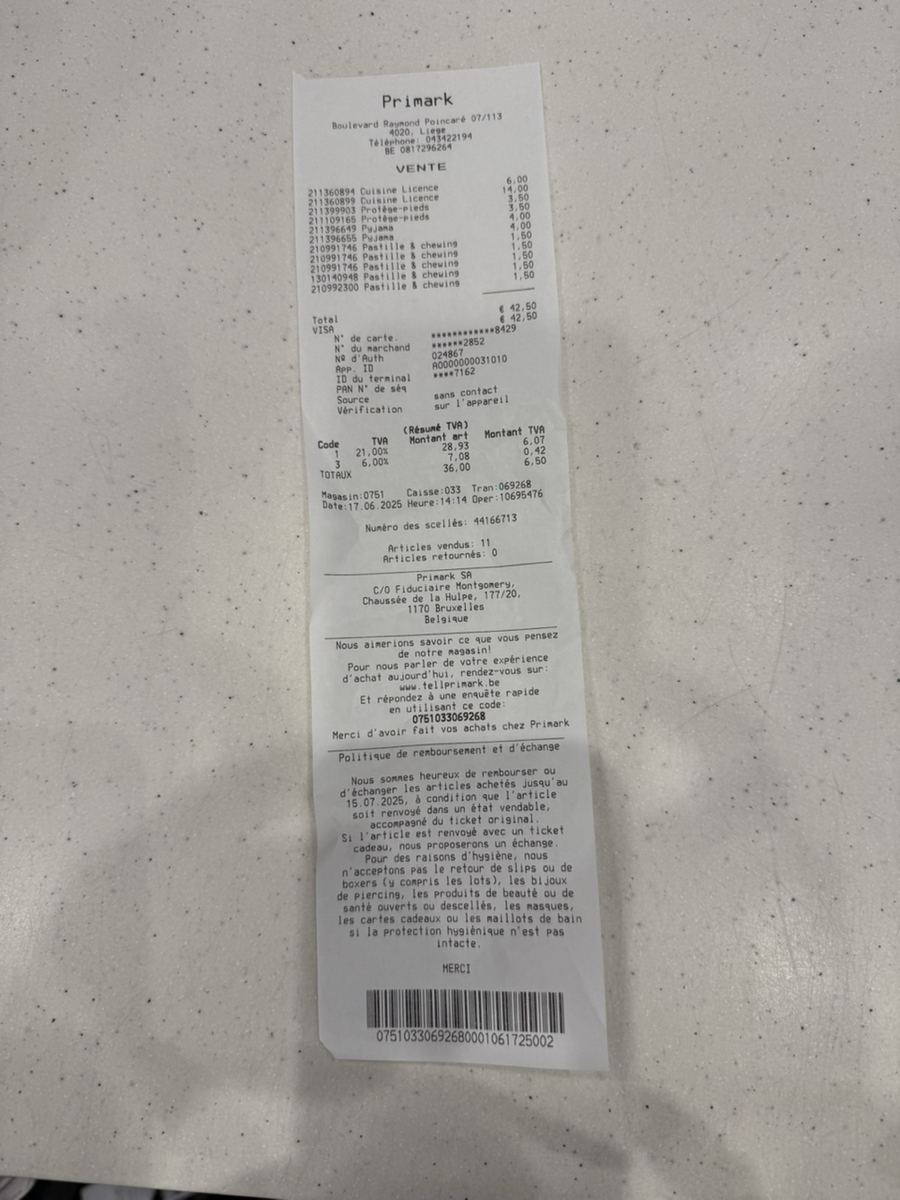 Primark
Boulevard Raymond Poincaré 07/113
4020, Liege
Téléphone: 043422194
BE 0817296264
VENTE
211360894 Cuisine Licence 6,00
211360899 Cuisine Licence 14,00
211399903 Protège-pieds 3,50
211109165 Protège-pieds 3,50
211396649 Pyjama 4,00
211396655 Pyjama 4,00
210991746 Pastille & chewing 1,50
210991746 Pastille & chewing 1,50
210991746 Pastille & chewing 1,50
130140948 Pastille & chewing 1,50
210992300 Pastille & chewing 1,50
Total € 42,50
VISA € 42,50
N° de carte. ************8429
N° du marchand ******2852
Nº d'Auth 024867
App. ID A0000000031010
ID du terminal ****7162
PAN N° de séq
Source sans contact
Vérification sur l'appareil
(Résumé TVA)
Code TVA Montant art Montant TVA
1 21,00% 28,93 6,07
3 6,00% 7,08 0,42
TOTAUX 36,00 6,50
Magasin:0751 Caisse:033 Tran:069268
Date:17.06.2025 Heure:14:14 Oper:10695476
Numéro des scellés: 44166713
Articles vendus: 11
Articles retournés: 0
Primark SA
C/O Fiduciaire Montgomery,
Chaussée de la Hulpe, 177/20,
1170 Bruxelles
Belgique
Nous aimerions savoir ce que vous pensez
de notre magasin!
Pour nous parler de votre expérience
d'achat aujourd'hui, rendez-vous sur:
www.tellprimark.be
Et répondez à une enquête rapide
en utilisant ce code:
0751033069268
Merci d'avoir fait vos achats chez Primark
Politique de remboursement et d'échange
Nous sommes heureux de rembourser ou
d'échanger les articles achetés jusqu'au
15.07.2025, à condition que l'article
soit renvoyé dans un état vendable,
accompagné du ticket original.
Si l'article est renvoyé avec un ticket
cadeau, nous proposerons un échange.
Pour des raisons d'hygiène, nous
n'acceptons pas le retour de slips ou de
boxers (y compris les lots), les bijoux
de piercing, les produits de beauté ou de
santé ouverts ou descellés, les masques,
les cartes cadeaux ou les maillots de bain
si la protection hygiénique n'est pas
intacte.
MERCI
07510330692680001061725002